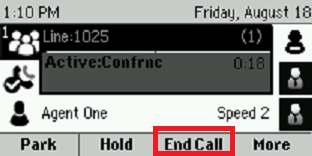 1:10 PM Friday, August 18
1 Line:1025 (1)
Active:Confrnc 0:18
Agent One Speed 2
Park Hold End Call More